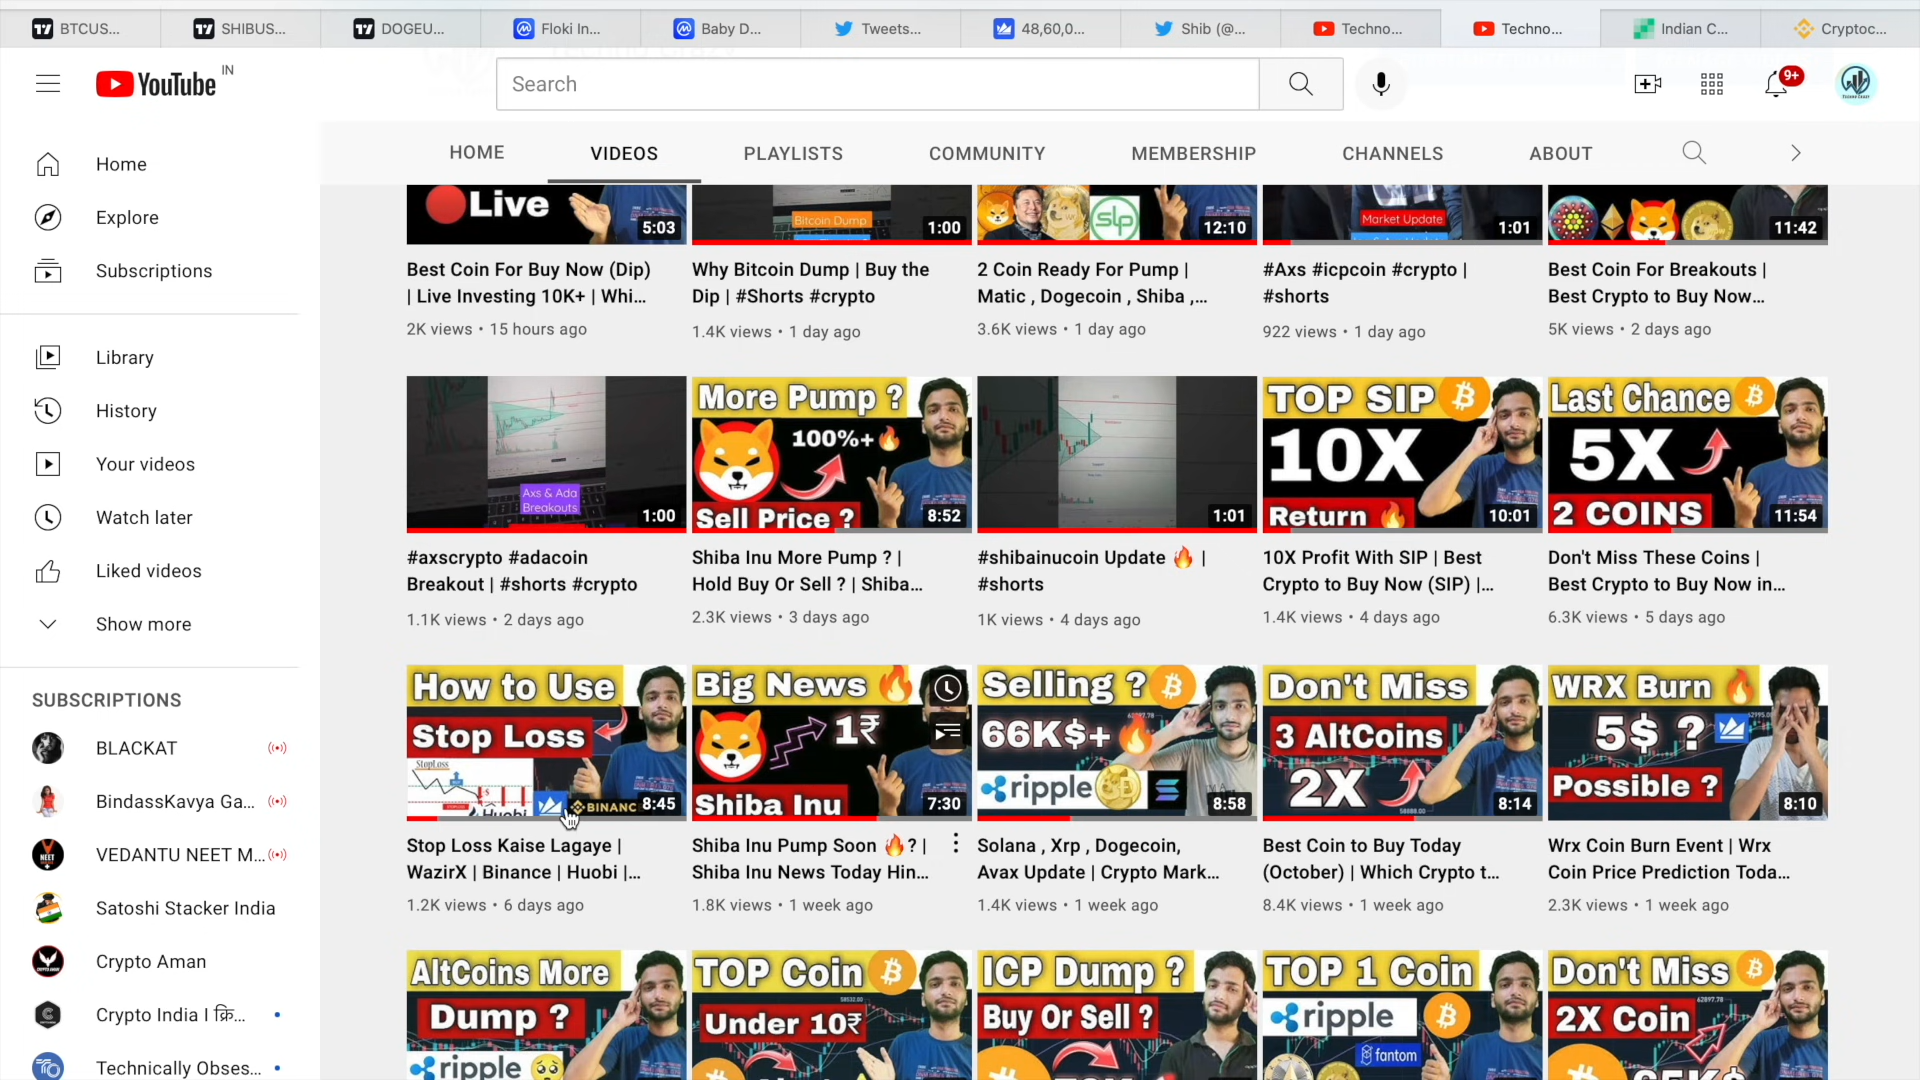 BTCUS...
SHIBUS...
DOGEU...
Floki In...
Baby D...
Tweets...
48,60,0...
Shib (@...
Techno...
Techno...
Indian C...
Cryptoc...
YouTube IN
Search
9+
HOME
VIDEOS
PLAYLISTS
COMMUNITY
MEMBERSHIP
CHANNELS
ABOUT
Home
Explore
Subscriptions
Library
History
Your videos
Watch later
Liked videos
Show more
SUBSCRIPTIONS
BLACKAT
BindassKavya Ga...
VEDANTU NEET M...
Satoshi Stacker India
Crypto Aman
Crypto India I क्रि...
Technically Obses...
Live
5:03
Bitcoin Dump
1:00
slp
12:10
Market Update
1:01
11:42
Best Coin For Buy Now (Dip)
| Live Investing 10K+ | Whi...
2K views • 15 hours ago
Why Bitcoin Dump | Buy the
Dip | #Shorts #crypto
1.4K views • 1 day ago
2 Coin Ready For Pump |
Matic , Dogecoin , Shiba ,...
3.6K views • 1 day ago
#Axs #icpcoin #crypto |
#shorts
922 views • 1 day ago
Best Coin For Breakouts |
Best Crypto to Buy Now...
5K views • 2 days ago
Axs & Ada
Breakouts
1:00
More Pump ?
100%+
Sell Price ?
8:52
1:01
TOP SIP
10X
Return
10:01
Last Chance
5X
2 COINS
11:54
#axscrypto #adacoin
Breakout | #shorts #crypto
1.1K views • 2 days ago
Shiba Inu More Pump ? |
Hold Buy Or Sell ? | Shiba...
2.3K views • 3 days ago
#shibainucoin Update 🔥 |
#shorts
1K views • 4 days ago
10X Profit With SIP | Best
Crypto to Buy Now (SIP) |...
1.4K views • 4 days ago
Don't Miss These Coins |
Best Crypto to Buy Now in...
6.3K views • 5 days ago
How to Use
Stop Loss
StopLoss
Huobi
BINANC
8:45
Big News
1₹
Shiba Inu
7:30
Selling ?
62897.78
66K$+
ripple
8:58
Don't Miss
3 AltCoins
2X
58888.00
8:14
WRX Burn
62995.00
5$ ?
Possible ?
8:10
Stop Loss Kaise Lagaye |
WazirX | Binance | Huobi |...
1.2K views • 6 days ago
Shiba Inu Pump Soon 🔥? |
Shiba Inu News Today Hin...
1.8K views • 1 week ago
Solana , Xrp , Dogecoin,
Avax Update | Crypto Mark...
1.4K views • 1 week ago
Best Coin to Buy Today
(October) | Which Crypto t...
8.4K views • 1 week ago
Wrx Coin Burn Event | Wrx
Coin Price Prediction Toda...
2.3K views • 1 week ago
AltCoins More
Dump ?
ripple
TOP Coin
58532.00
Under 10₹
ICP Dump ?
Buy Or Sell ?
TOP 1 Coin
ripple
fantom
Don't Miss
62897.78
2X Coin